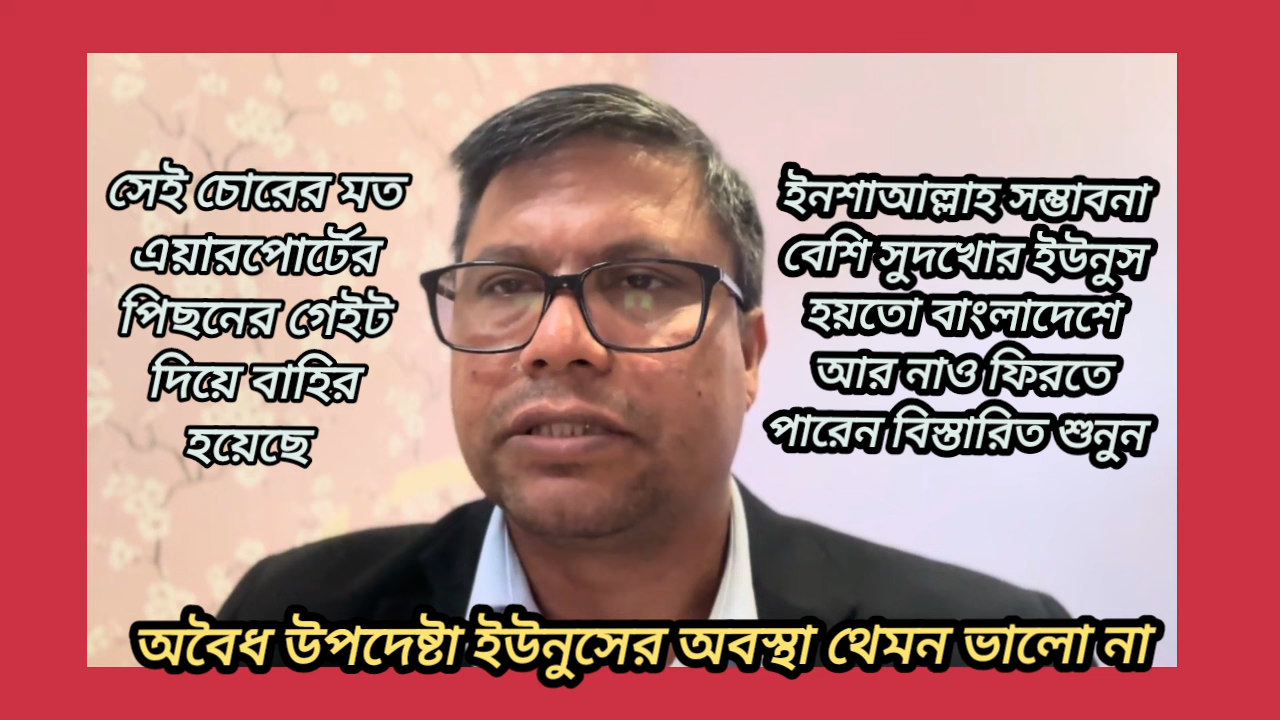 সেই চোরের মত
এয়ারপোর্টের
পিছনের গেইট
দিয়ে বাহির
হয়েছে
ইনশাআল্লাহ সম্ভাবনা
বেশি সুদখোর ইউনুস
হয়তো বাংলাদেশে
আর নাও ফিরতে
পারেন বিস্তারিত শুনুন
অবৈধ উপদেষ্টা ইউনুসের অবস্থা থেমন ভালো না